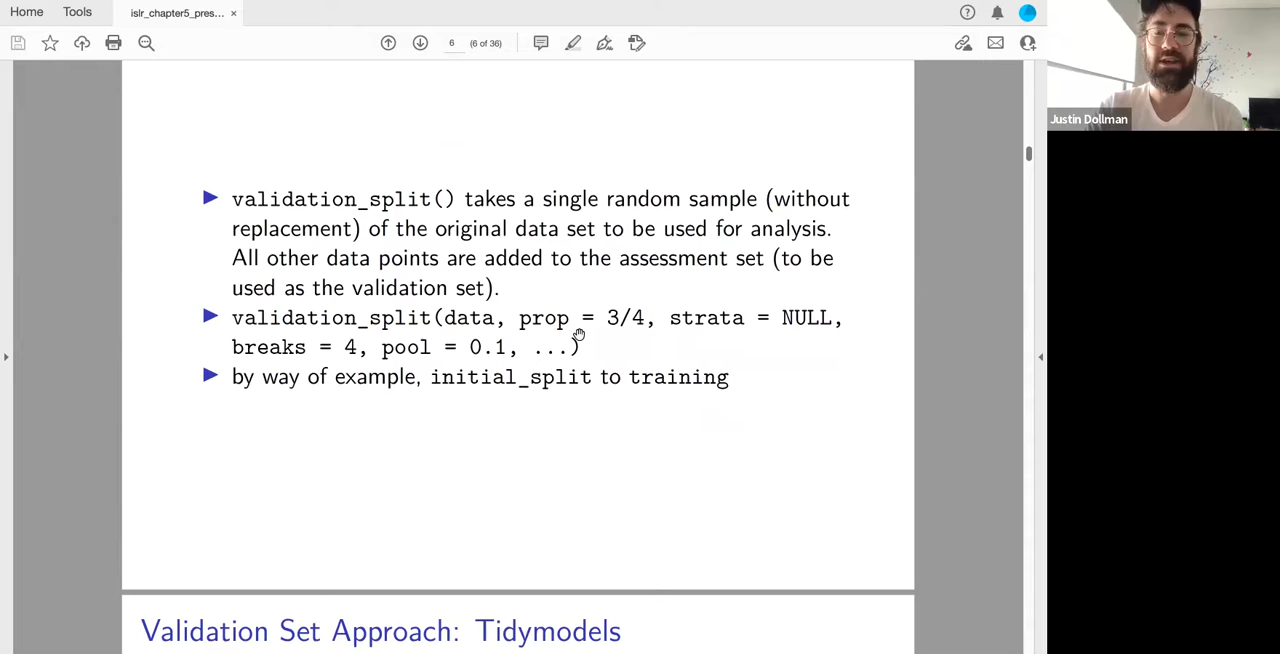 Home
Tools
islr_chapter5_pres...
×
6
(6 of 36)
Justin Dollman
validation_split() takes a single random sample (without
replacement) of the original data set to be used for analysis.
All other data points are added to the assessment set (to be
used as the validation set).
validation_split(data, prop = 3/4, strata = NULL,
breaks = 4, pool = 0.1, ...)
by way of example, initial_split to training
Validation Set Approach: Tidymodels